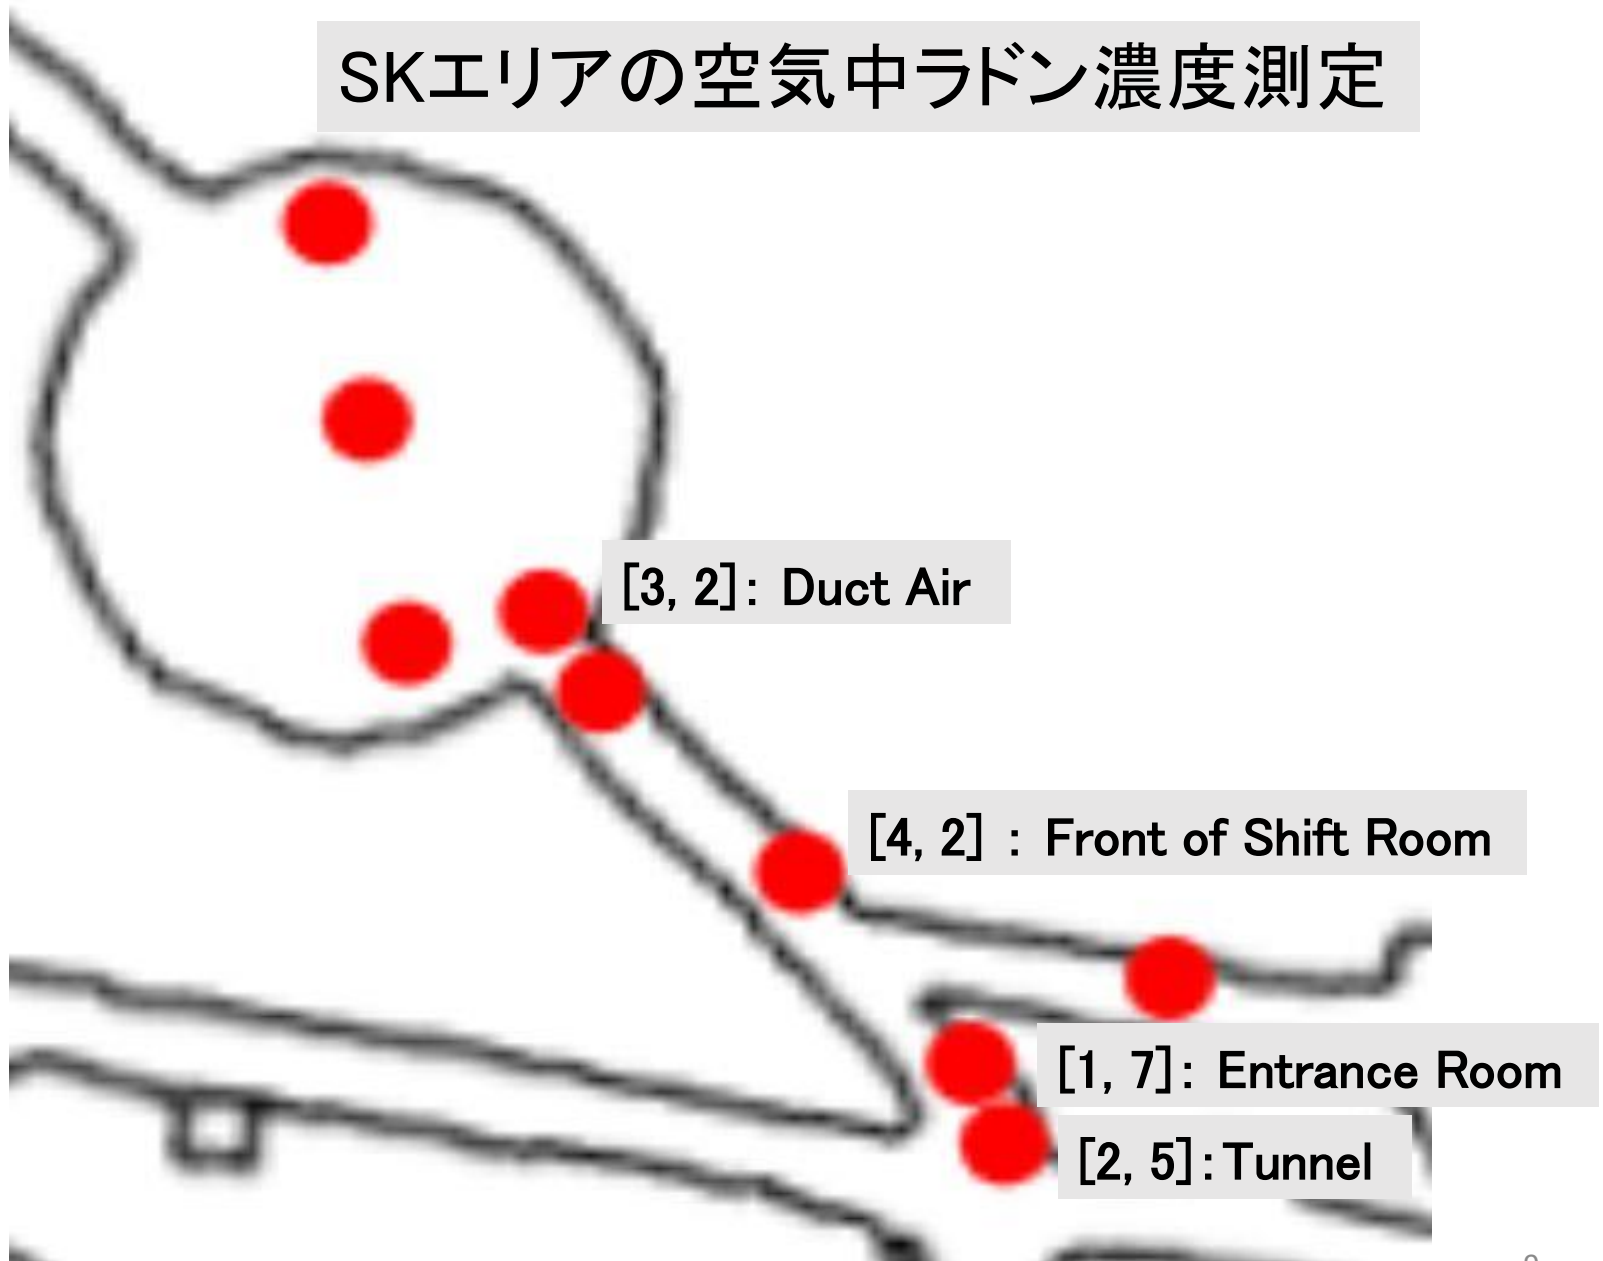 SKエリアの空気中ラドン濃度測定
[3, 2]: Duct Air
[4, 2] : Front of Shift Room
[1, 7]: Entrance Room
[2, 5]:Tunnel